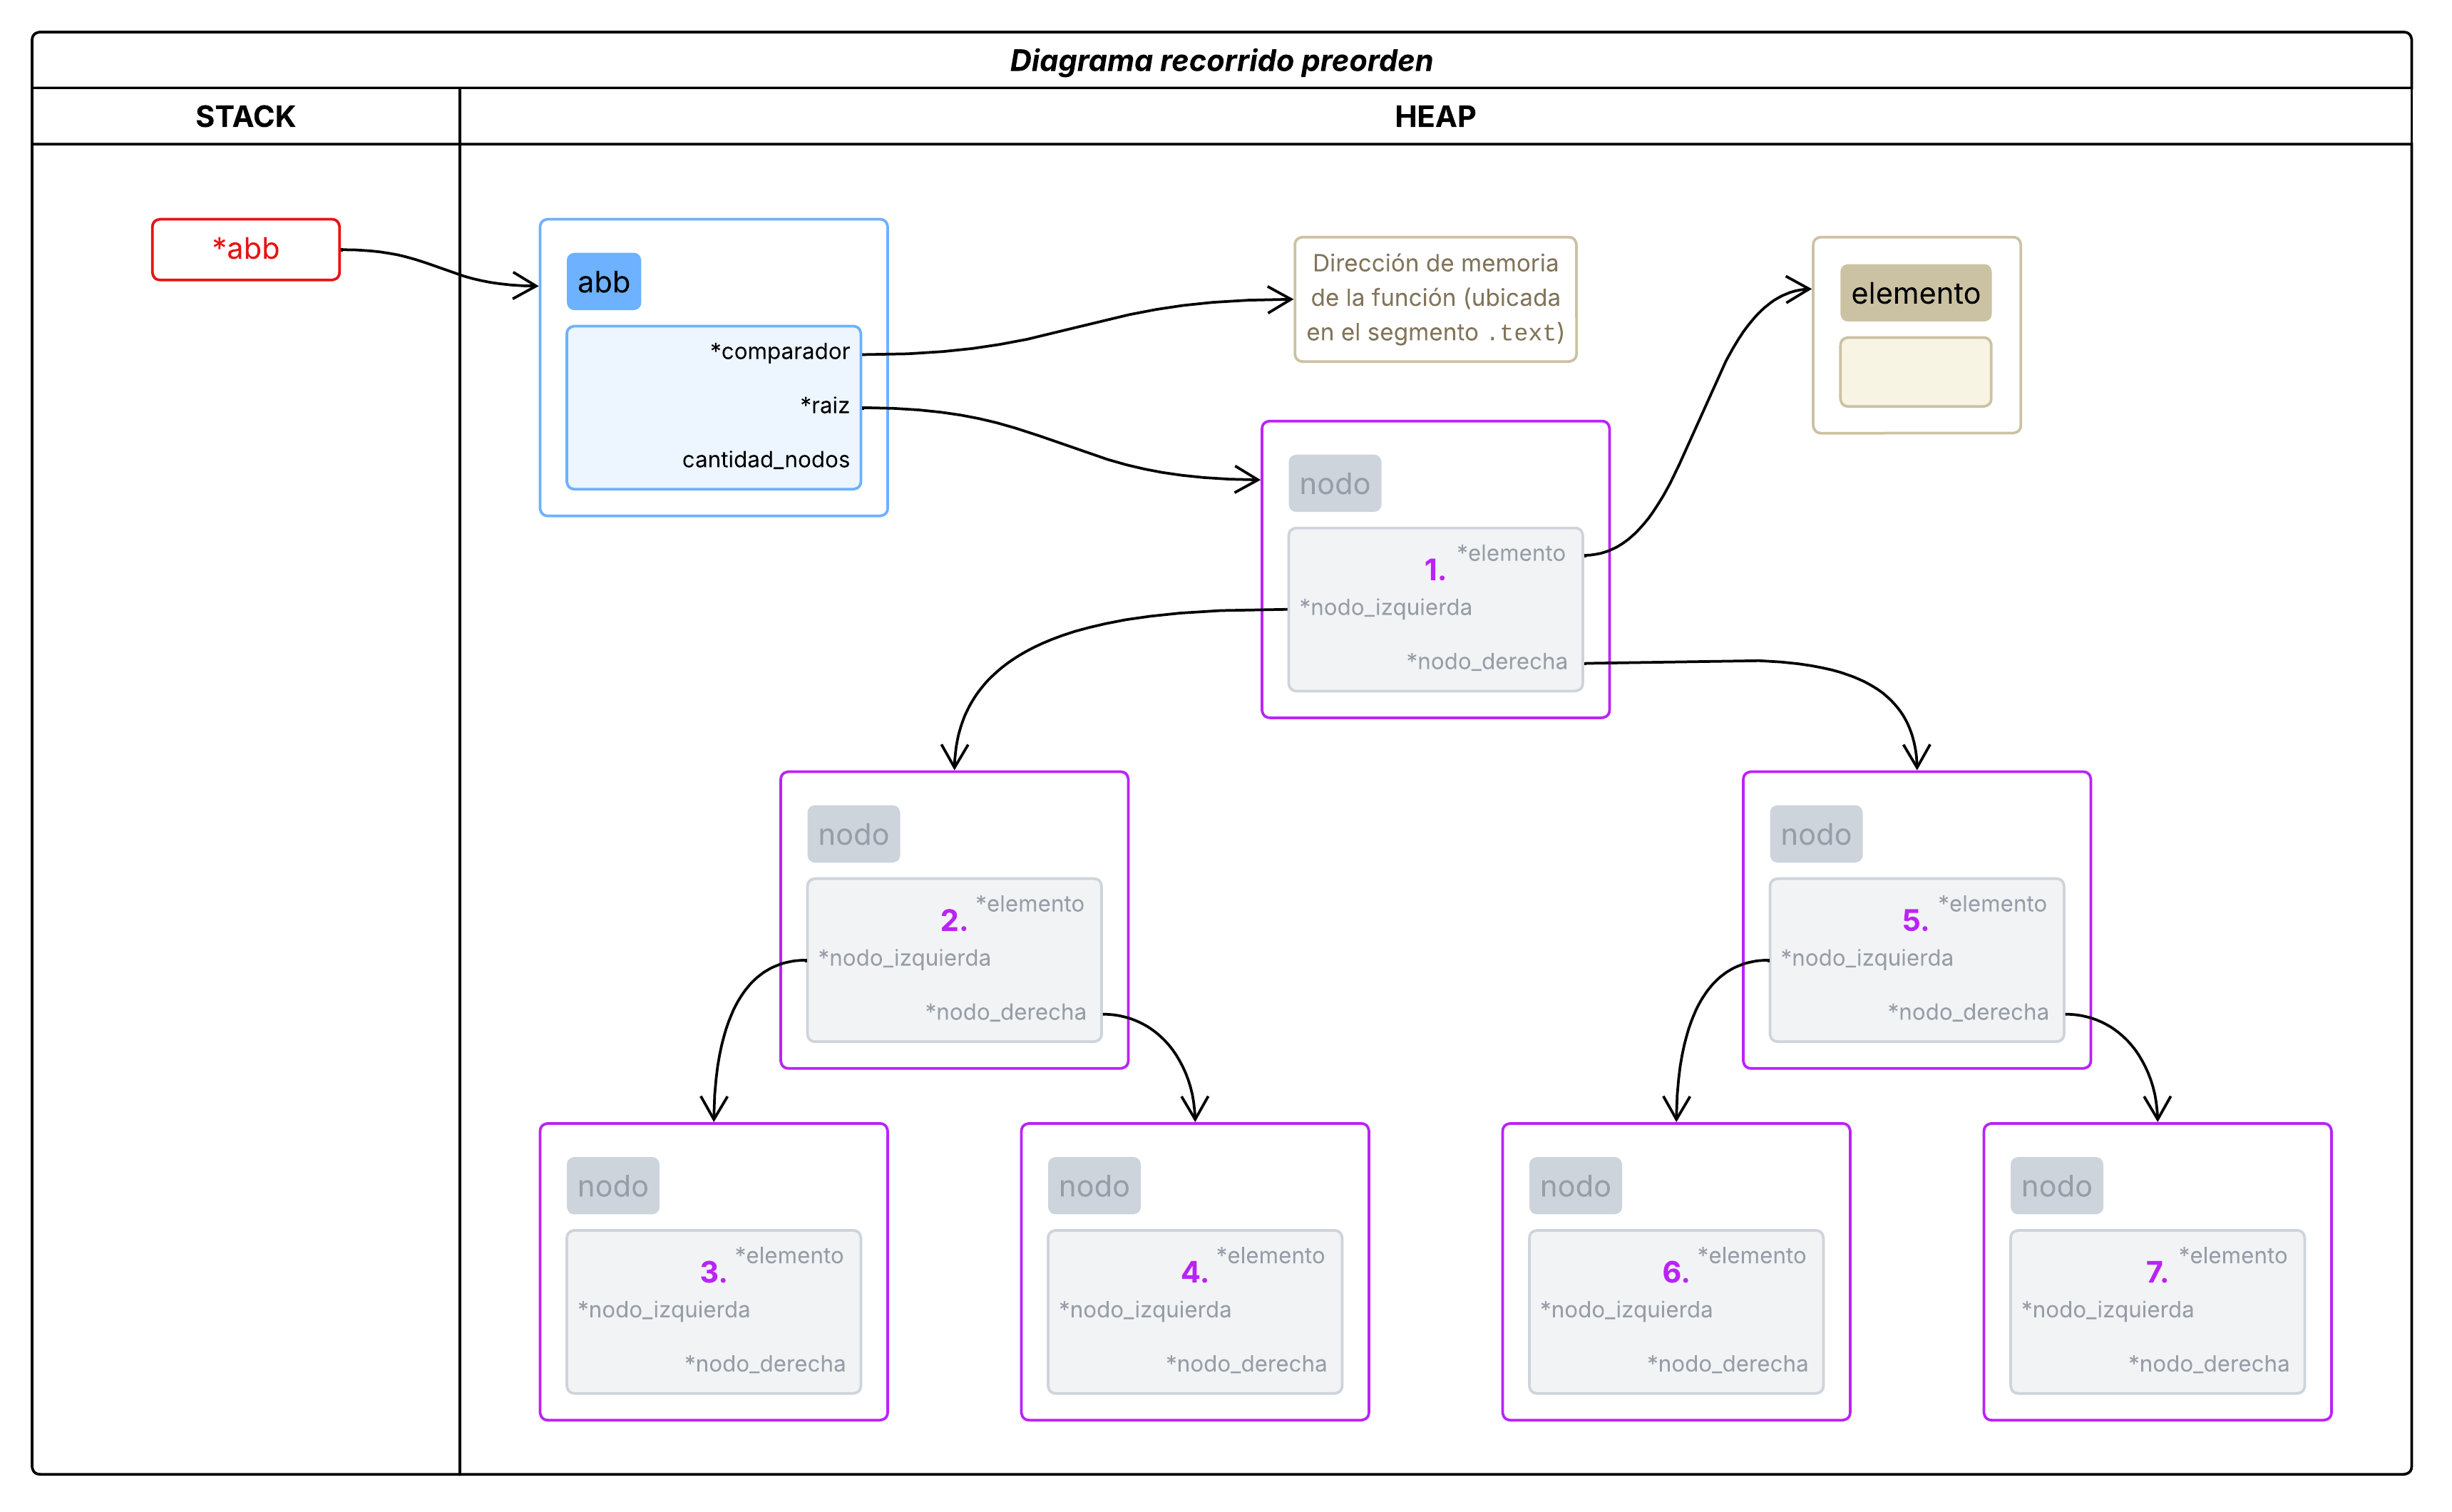 Diagrama recorrido preorden
STACK
HEAP
*abb
abb
*comparador
*raiz
cantidad_nodos
Dirección de memoria
de la función (ubicada
en el segmento .text)
elemento
nodo
*elemento
1.
*nodo_izquierda
*nodo_derecha
nodo
*elemento
2.
*nodo_izquierda
*nodo_derecha
nodo
*elemento
5.
*nodo_izquierda
*nodo_derecha
nodo
*elemento
3.
*nodo_izquierda
*nodo_derecha
nodo
*elemento
4.
*nodo_izquierda
*nodo_derecha
nodo
*elemento
6.
*nodo_izquierda
*nodo_derecha
nodo
*elemento
7.
*nodo_izquierda
*nodo_derecha